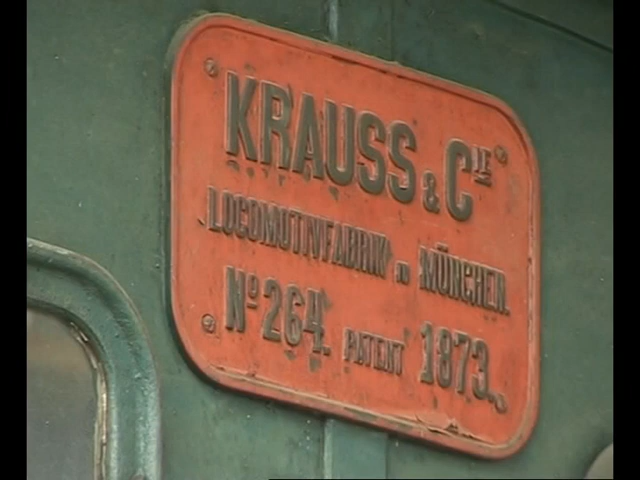 KRAUSS & CIE
LOCOMOTIVFABRIK IN MÜNCHEN.
No 264. PATENT 1873.